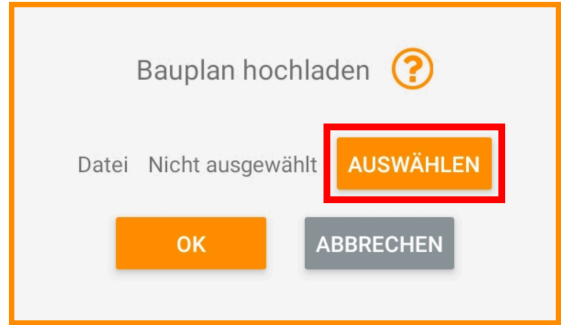 Bauplan hochladen ?
Datei Nicht ausgewählt AUSWÄHLEN
OK ABBRECHEN